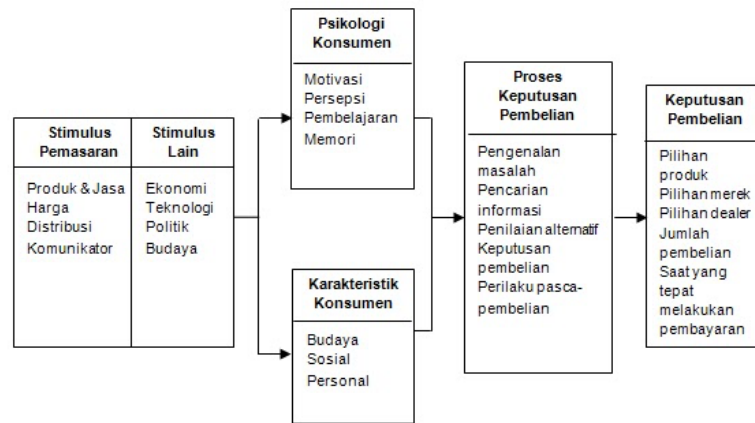 Stimulus
Pemasaran
Produk & Jasa
Harga
Distribusi
Komunikator
Stimulus
Lain
Ekonomi
Teknologi
Politik
Budaya
Psikologi
Konsumen
Motivasi
Persepsi
Pembelajaran
Memori
Karakteristik
Konsumen
Budaya
Sosial
Personal
Proses
Keputusan
Pembelian
Pengenalan
masalah
Pencarian
informasi
Penilaian alternatif
Keputusan
pembelian
Perilaku pasca-
pembelian
Keputusan
Pembelian
Pilihan
produk
Pilihan merek
Pilihan dealer
Jumlah
pembelian
Saat yang
tepat
melakukan
pembayaran